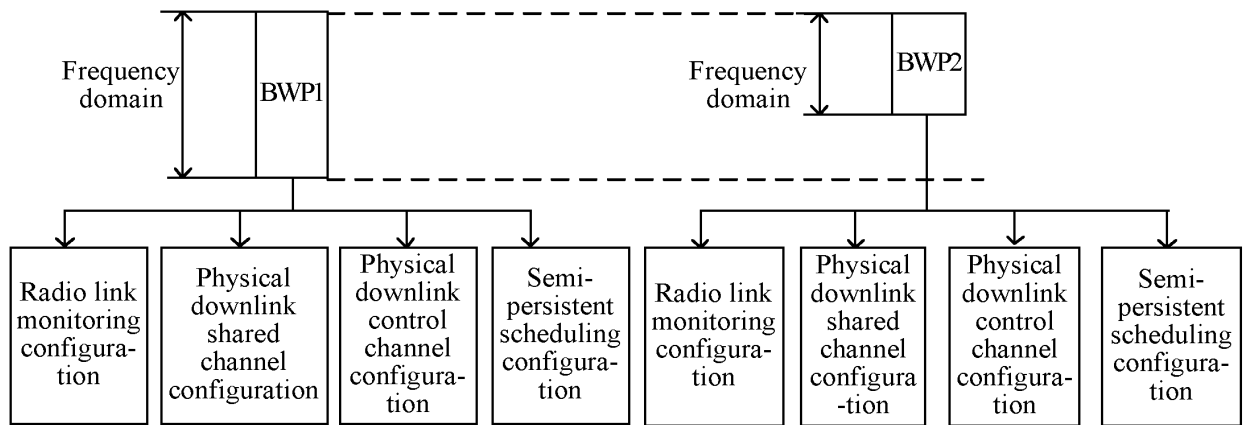 Frequency
domain
BWP1
Frequency
domain
BWP2
Radio link
monitoring
configura-
tion
Physical
downlink
shared
channel
configuration
Physical
downlink
control
channel
configura-
tion
Semi-
persistent
scheduling
configura-
tion
Radio link
monitoring
configura-
tion
Physical
downlink
shared
channel
configura
-tion
Physical
downlink
control
channel
configura-
tion
Semi-
persistent
scheduling
configura-
tion